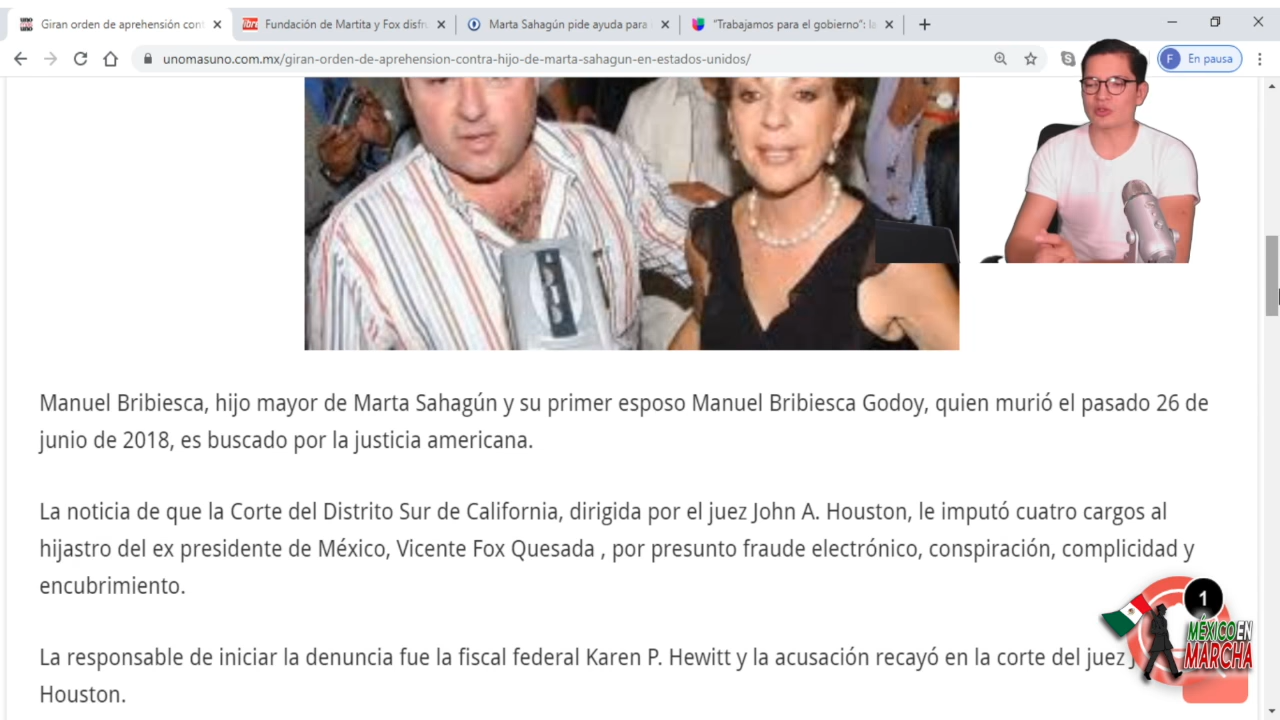 Giran orden de aprehensión cont
Fundación de Martita y Fox disfr
Marta Sahagún pide ayuda para
"Trabajamos para el gobierno": l
unomasuno.com.mx/giran-orden-de-aprehension-contra-hijo-de-marta-sahagun-en-estados-unidos/
F En pausa
Manuel Bribiesca, hijo mayor de Marta Sahagún y su primer esposo Manuel Bribiesca Godoy, quien murió el pasado 26 de
junio de 2018, es buscado por la justicia americana.
La noticia de que la Corte del Distrito Sur de California, dirigida por el juez John A. Houston, le imputó cuatro cargos al
hijastro del ex presidente de México, Vicente Fox Quesada , por presunto fraude electrónico, conspiración, complicidad y
encubrimiento.
La responsable de iniciar la denuncia fue la fiscal federal Karen P. Hewitt y la acusación recayó en la corte del juez
Houston.
1
MÉXICO EN
MARCHA